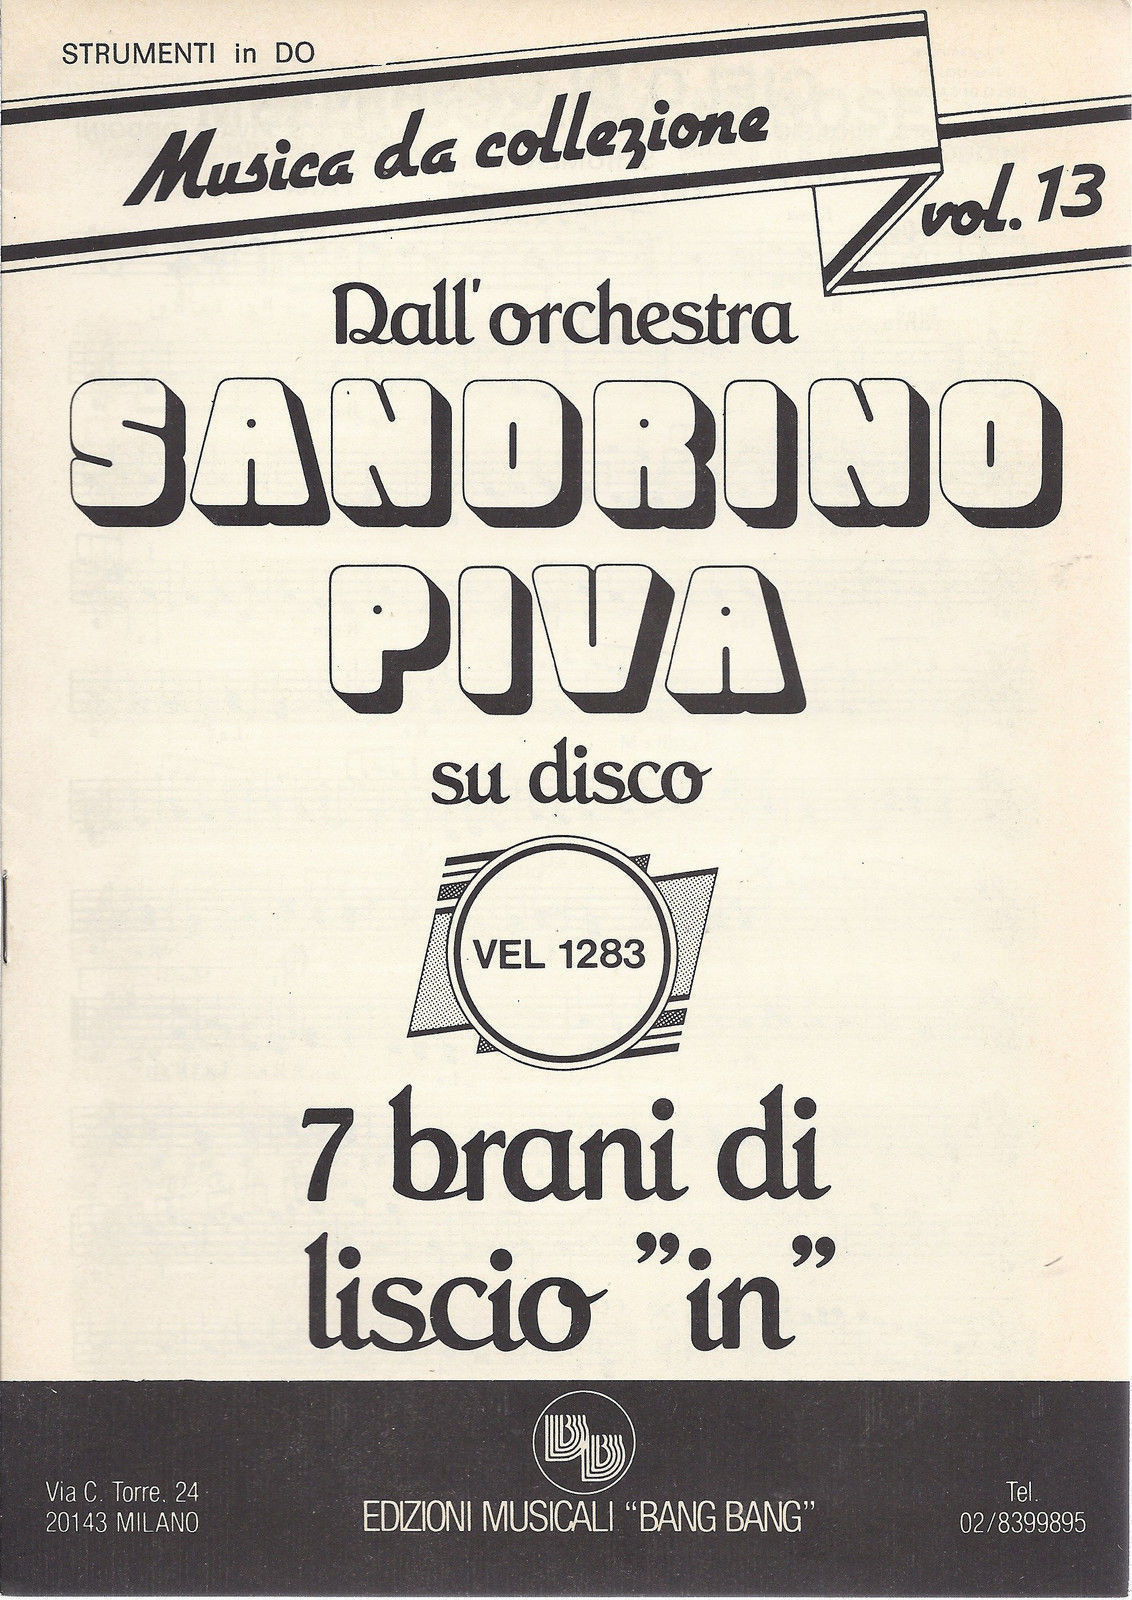 STRUMENTI in DO
Musica da collezione
vol. 13
Dall'orchestra
SANDRINO
PIVA
su disco
VEL 1283
7 brani di
liscio "in"
BB
Via C. Torre, 24
20143 MILANO
EDIZIONI MUSICALI "BANG BANG"
Tel.
02/8399895